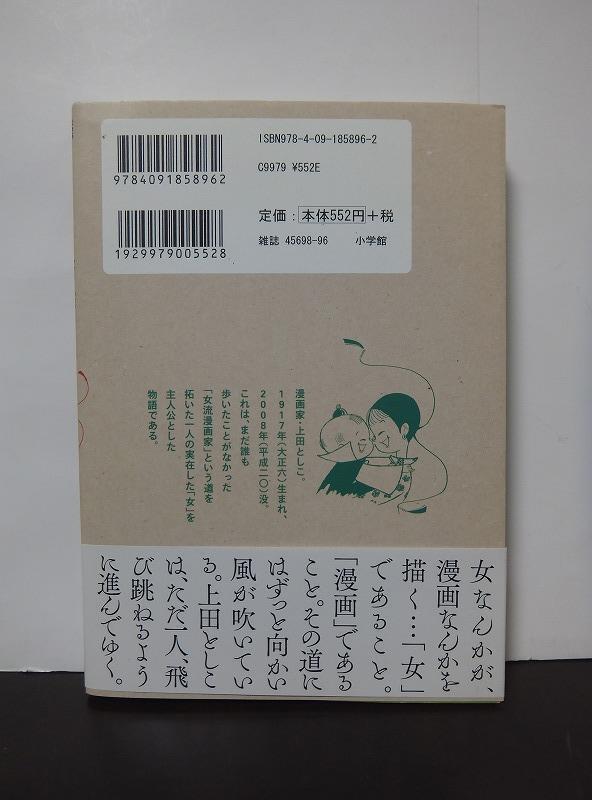 ISBN978-4-09-185896-2
9784091858962
C9979 ¥552E
定価：本体552円＋税
1929979005528
雑誌 45698-96 小学館
漫画家・上田としこ。
1917年（大正六）生まれ、
2008年（平成二〇）没。
これは、まだ誰も
歩いたことがなかった
「女流漫画家」という道を
拓いた一人の実在した「女」を
主人公とした
物語である。
女なんかが、
漫画なんかを
描く…「女」
であること。
「漫画」である
こと。その道に
はずっと向かい
風が吹いてい
る。上田としこ
は、ただ一人、飛
び跳ねるよう
に進んでゆく。